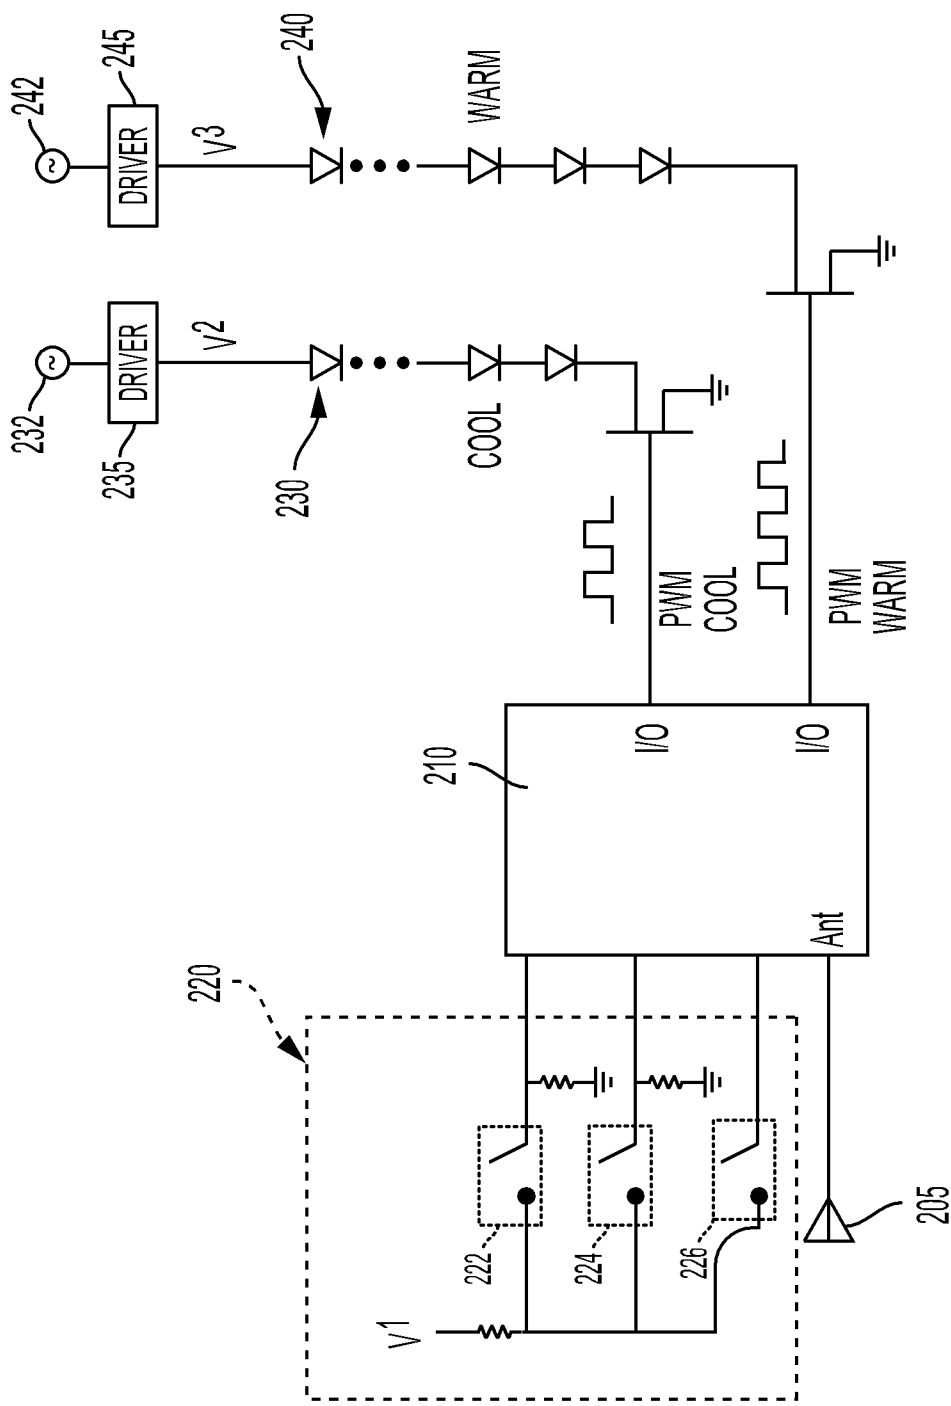 220
V1
222
224
226
205
210
Ant
I/O
I/O
PWM
COOL
PWM
WARM
232
DRIVER
235
V2
230
COOL
242
DRIVER
245
V3
240
WARM
~
~